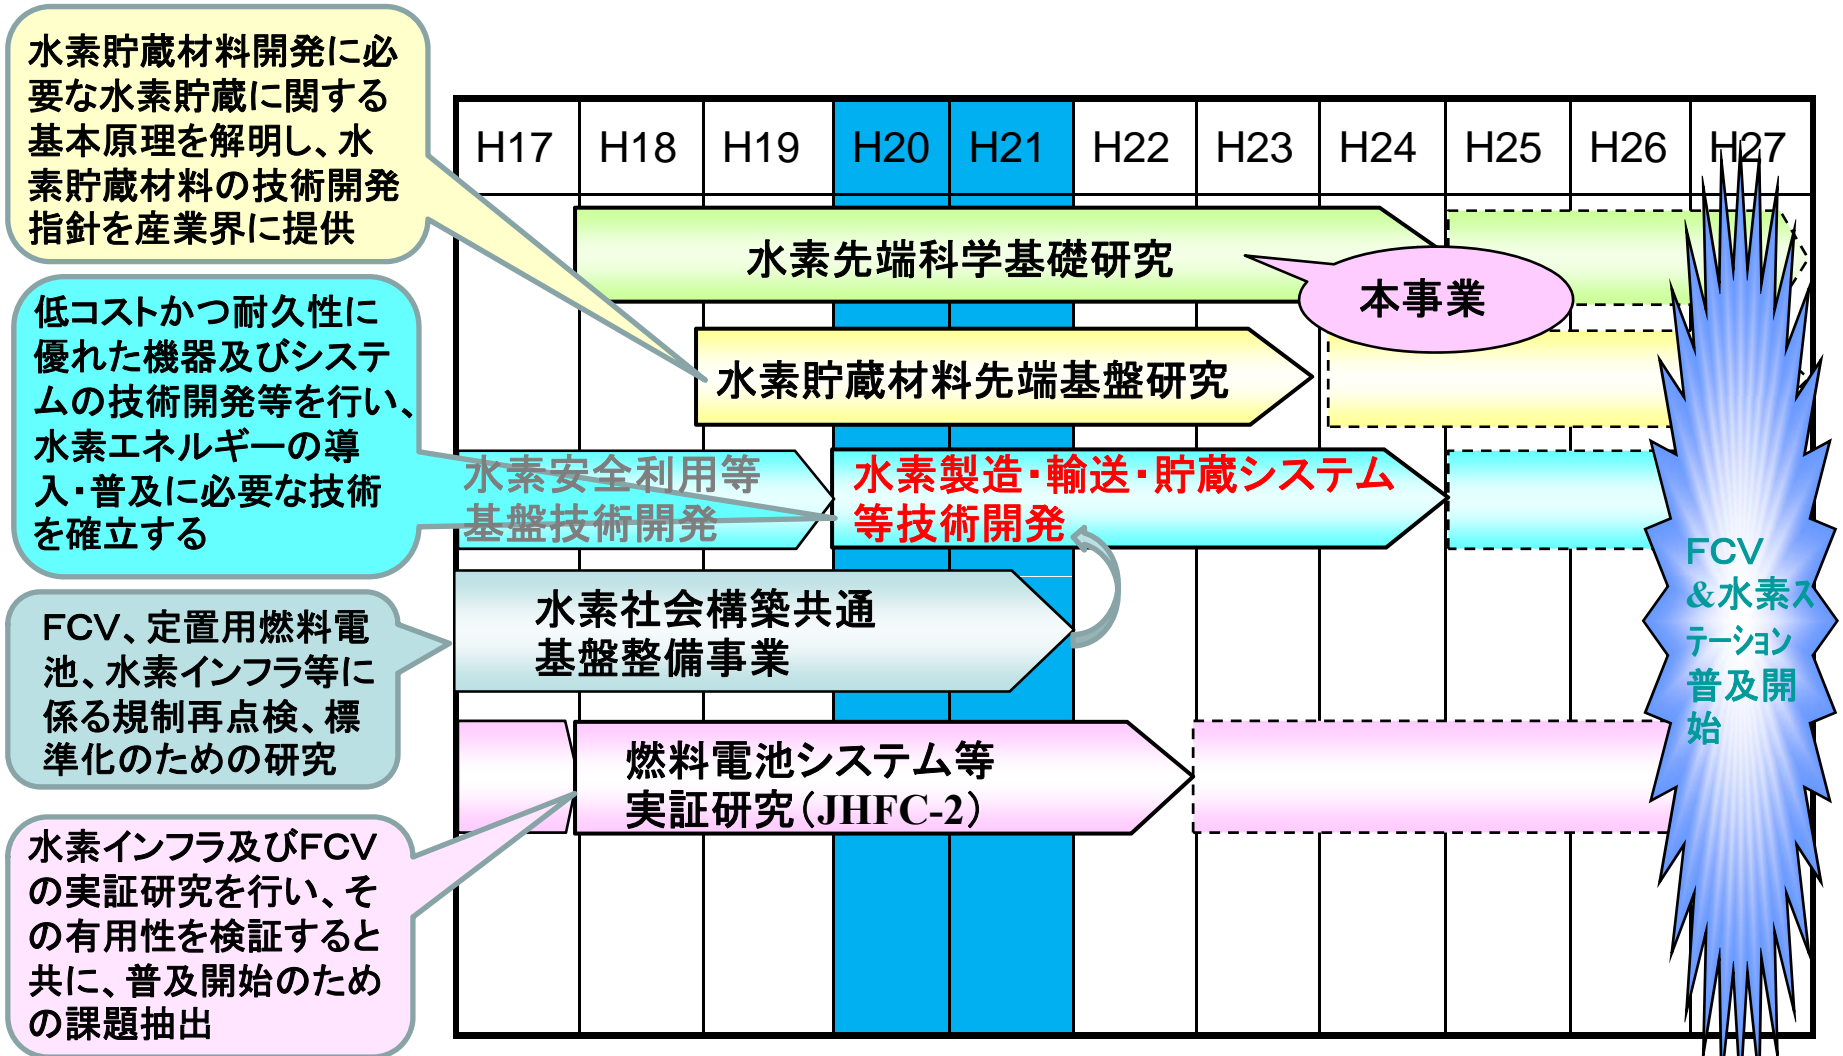 水素貯蔵材料開発に必
要な水素貯蔵に関する
基本原理を解明し、水
素貯蔵材料の技術開発
指針を産業界に提供
低コストかつ耐久性に
優れた機器及びシステ
ムの技術開発等を行い、
水素エネルギーの導
入・普及に必要な技術
を確立する
FCV、定置用燃料電
池、水素インフラ等に
係る規制再点検、標
準化のための研究
水素インフラ及びFCV
の実証研究を行い、そ
の有用性を検証すると
共に、普及開始のため
の課題抽出
H17 H18 H19 H20 H21 H22 H23 H24 H25 H26 H27
水素先端科学基礎研究
本事業
水素貯蔵材料先端基盤研究
水素安全利用等
基盤技術開発
水素製造・輸送・貯蔵システム
等技術開発
水素社会構築共通
基盤整備事業
燃料電池システム等
実証研究(JHFC-2)
FCV
&水素ス
テーション
普及開
始